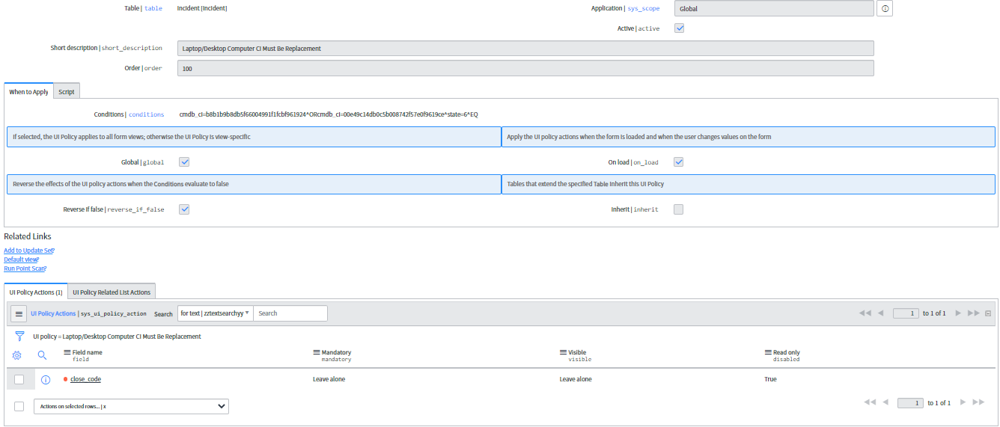 Table | table Incident [Incident] Application | sys_scope Global
Active | active
Short description | short_description Laptop/Desktop Computer CI Must Be Replacement
Order | order 100
When to Apply Script
Conditions | conditions cmdb_ci=b8b1b9b8db5f66004991f1fcbf961924^ORcmdb_ci=00e49c14db0c5b008742f57e0f9619ce^state=6^EQ
If selected, the UI Policy applies to all form views; otherwise the UI Policy is view-specific Apply the UI policy actions when the form is loaded and when the user changes values on the form
Global | global On load | on_load
Reverse the effects of the UI policy actions when the Conditions evaluate to false Tables that extend the specified Table Inherit this UI Policy
Reverse If false | reverse_if_false Inherit | inherit
Related Links
Add to Update Set?
Default view?
Run Point Scan?
UI Policy Actions (1) UI Policy Related List Actions
UI Policy Actions | sys_ui_policy_action Search for text | zztextsearchyy Search 1 to 1 of 1
UI policy = Laptop/Desktop Computer CI Must Be Replacement
Field name Mandatory Visible Read only
field mandatory visible disabled
close_code Leave alone Leave alone True
Actions on selected rows... | x 1 to 1 of 1